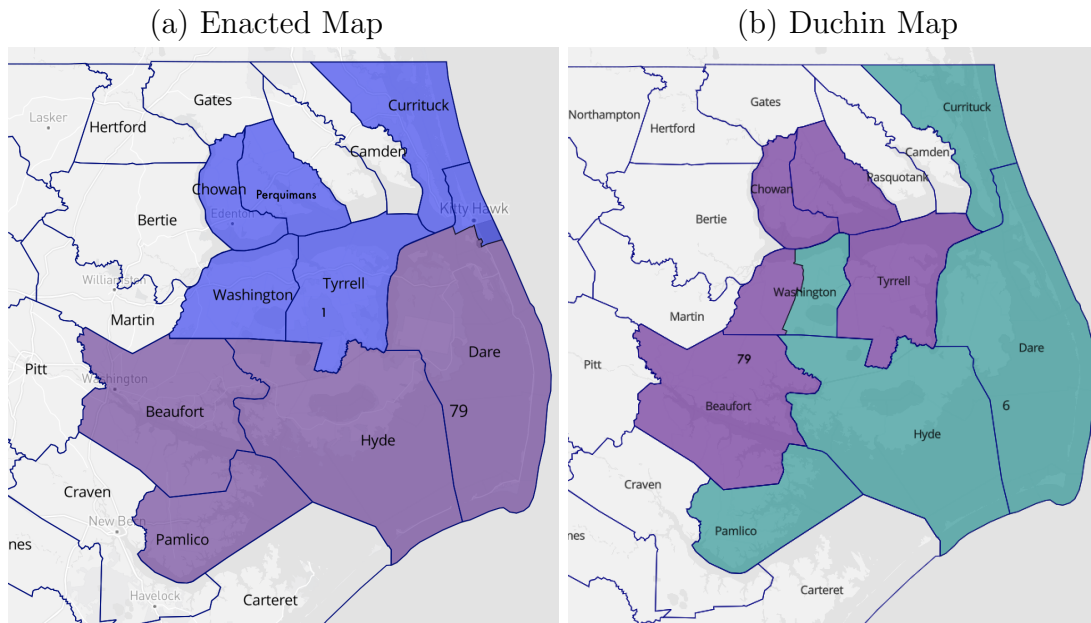 (a) Enacted Map
(b) Duchin Map
Lasker
Gates
Hertford
Currituck
Camden
Chowan
Perquimans
Edenton
Kitty Hawk
Bertie
Williamston
Washington
Tyrrell
1
Martin
Dare
Pitt
Washington
Beaufort
79
Hyde
Craven
New Bern
Pamlico
nes
Havelock
Carteret
Northampton
Gates
Hertford
Currituck
Camden
Pasquotank
Chowan
Bertie
Tyrrell
Washington
Martin
Dare
79
Pitt
Beaufort
6
Hyde
Craven
Pamlico
nes
Carteret